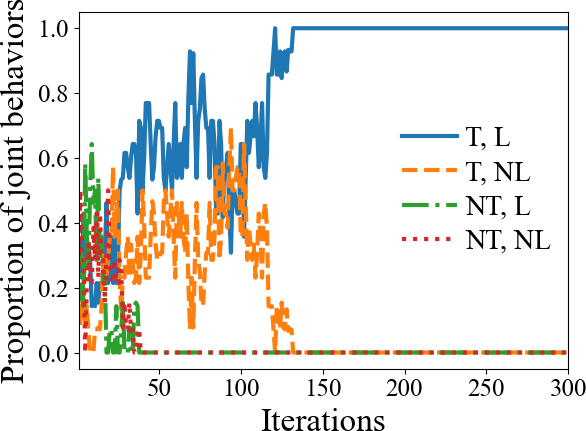 Proportion of joint behaviors
1.0
0.8
0.6
0.4
0.2
0.0
T, L
T, NL
NT, L
NT, NL
50 100 150 200 250 300
Iterations